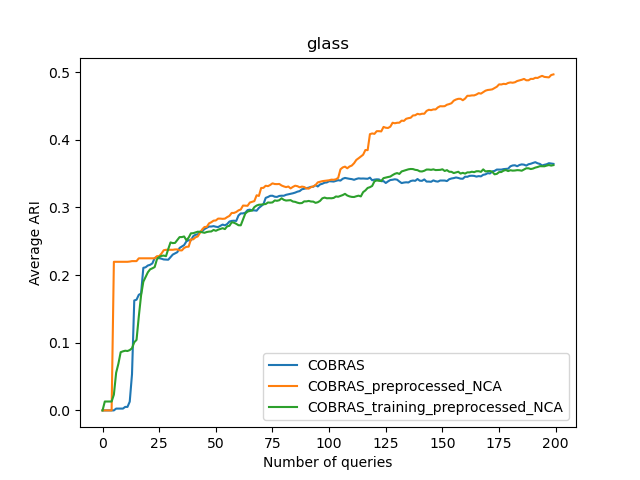 glass
Average ARI
0.5
0.4
0.3
0.2
0.1
0.0
COBRAS
COBRAS_preprocessed_NCA
COBRAS_training_preprocessed_NCA
0 25 50 75 100 125 150 175 200
Number of queries